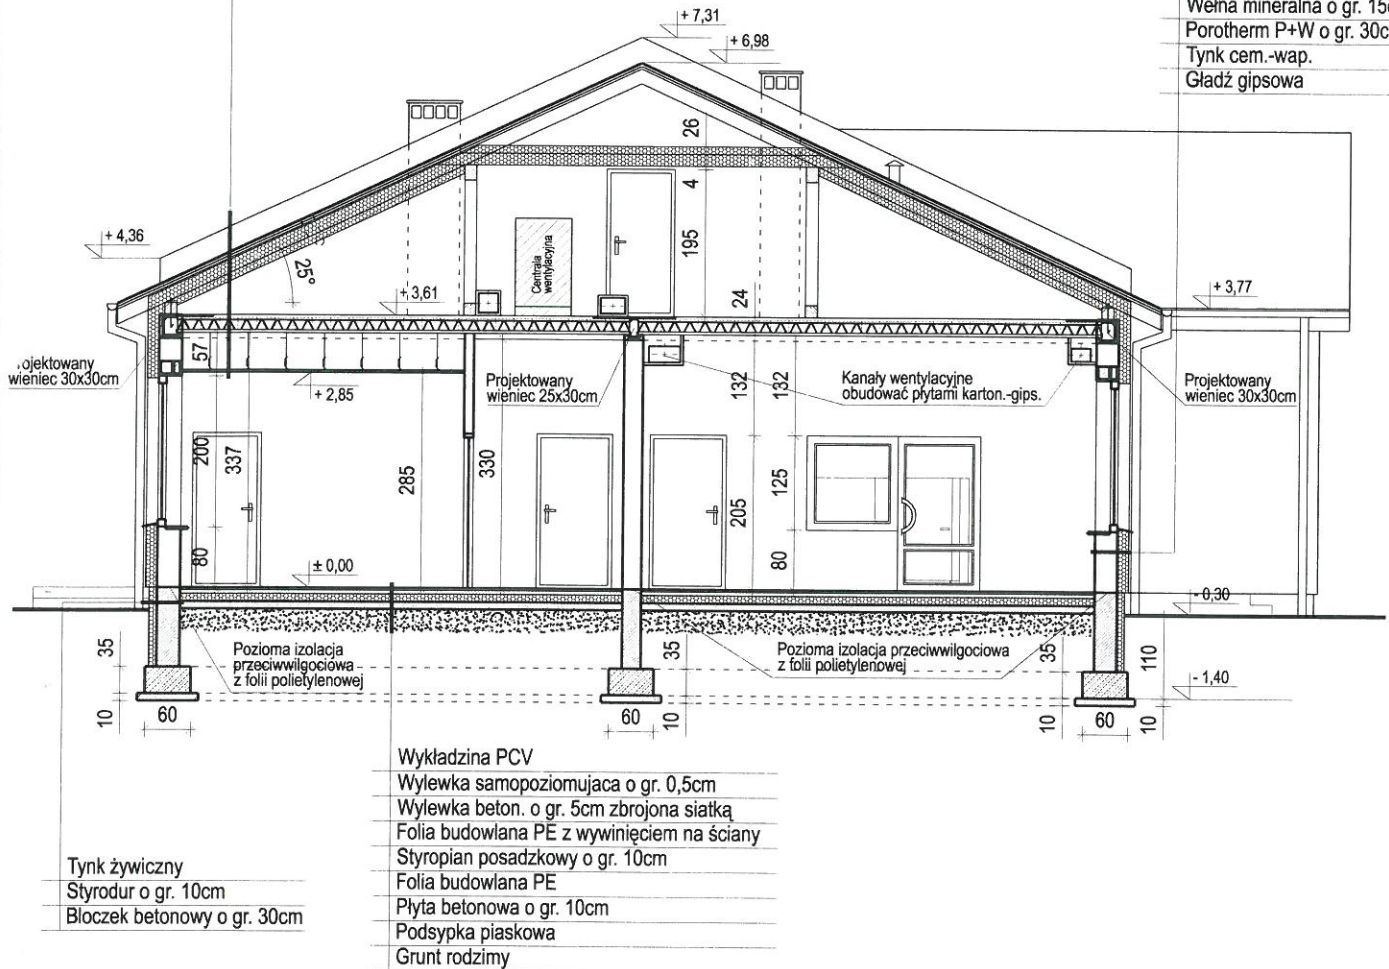 Wełna mineralna o gr. 15
Porotherm P+W o gr. 30c
Tynk cem.-wap.
Gładź gipsowa
+ 7,31
+ 6,98
26
4
195
Centrala
wentylacyjna
+ 4,36
25°
+ 3,61
24
+ 3,77
57
ojektowany
wieniec 30x30cm
+ 2,85
Projektowany
wieniec 25x30cm
132
132
Kanały wentylacyjne
obudować płytami karton.-gips.
Projektowany
wieniec 30x30cm
200
337
285
330
205
125
80
80
± 0,00
- 0,30
35
Pozioma izolacja
przeciwwilgociowa
z folii polietylenowej
35
Pozioma izolacja przeciwwilgociowa
z folii polietylenowej
35
110
- 1,40
10
60
60
10
10
60
10
Wykładzina PCV
Wylewka samopoziomujaca o gr. 0,5cm
Wylewka beton. o gr. 5cm zbrojona siatką
Folia budowlana PE z wywinięciem na ściany
Styropian posadzkowy o gr. 10cm
Folia budowlana PE
Płyta betonowa o gr. 10cm
Podsypka piaskowa
Grunt rodzimy
Tynk żywiczny
Styrodur o gr. 10cm
Bloczek betonowy o gr. 30cm